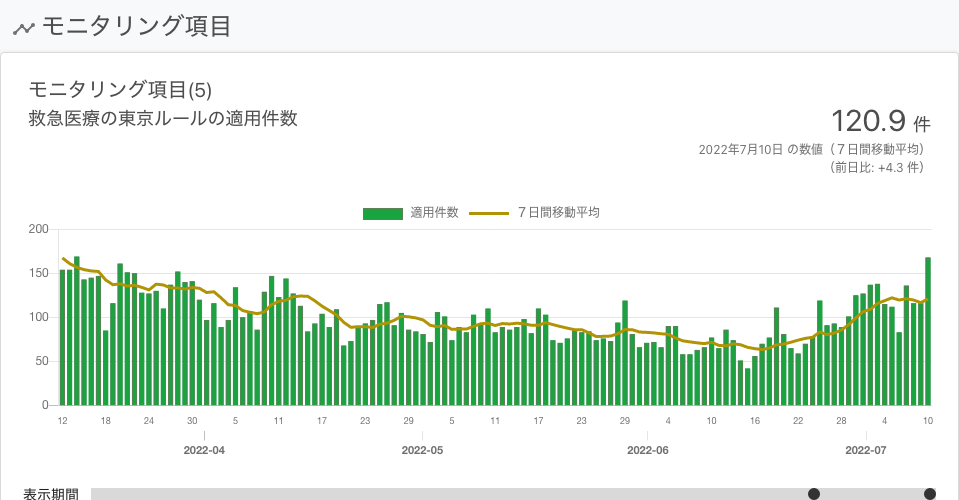 モニタリング項目
モニタリング項目(5)
救急医療の東京ルールの適用件数
120.9 件
2022年7月10日 の数値（７日間移動平均）
（前日比: +4.3 件）
適用件数 ７日間移動平均
200
150
100
50
0
12 18 24 30 5 11 17 23 29 5 11 17 23 29 4 10 16 22 28 4 10
2022-04 2022-05 2022-06 2022-07
表示期間